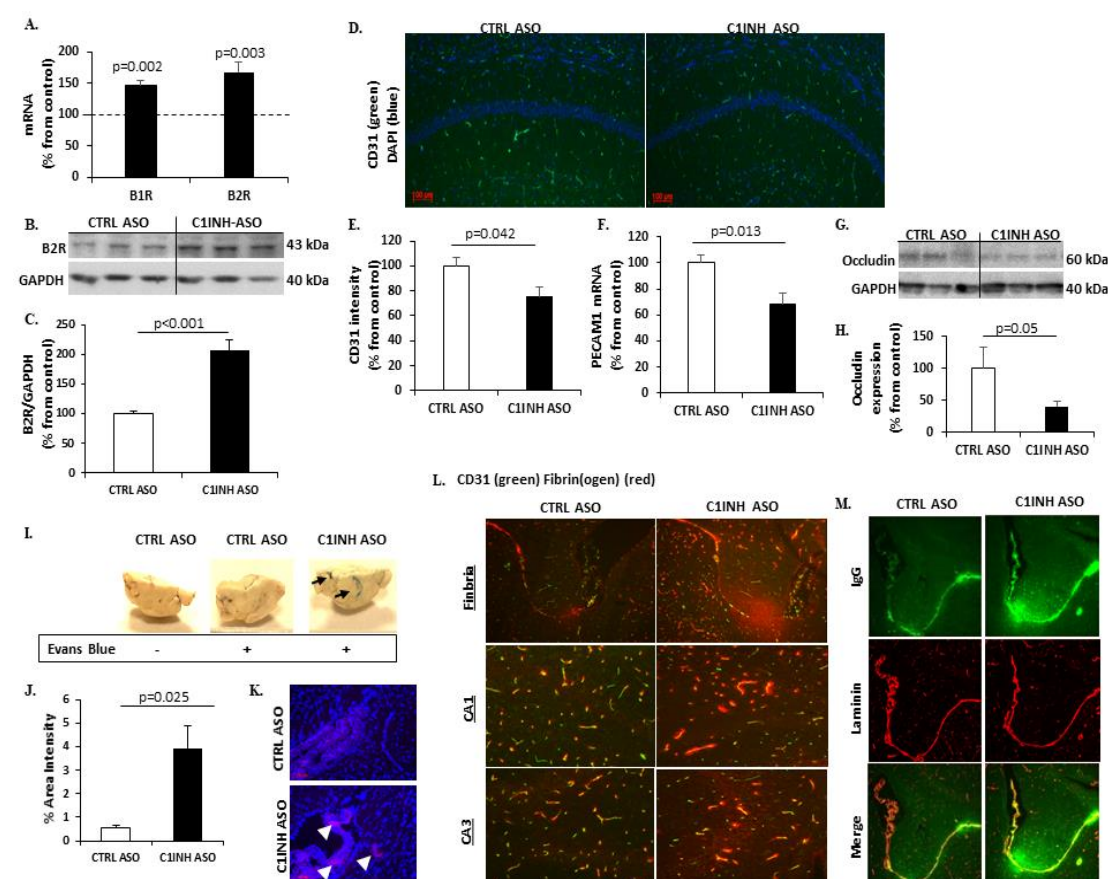 A.
200
150
100
50
0
mRNA
(% from control)
p=0.002
p=0.003
B1R
B2R
B.
CTRL ASO
C1INH-ASO
B2R
43 kDa
GAPDH
40 kDa
C.
250
200
150
100
50
0
B2R/GAPDH
(% from control)
p<0.001
CTRL ASO
C1INH ASO
D.
CTRL ASO
C1INH ASO
CD31 (green)
DAPI (blue)
100 µm
100 µm
E.
120
100
80
60
40
20
0
CD31 intensity
(% from control)
p=0.042
CTRL ASO
C1INH ASO
F.
120
100
80
60
40
20
0
PECAM1 mRNA
(% from control)
p=0.013
CTRL ASO
C1INH ASO
G.
CTRL ASO
C1INH ASO
Occludin
60 kDa
GAPDH
40 kDa
H.
150
100
50
0
Occludin
expression
(% from control)
p=0.05
CTRL ASO
C1INH ASO
I.
CTRL ASO
CTRL ASO
C1INH ASO
Evans Blue - + +
J.
6
5
4
3
2
1
0
% Area Intensity
p=0.025
CTRL ASO
C1INH ASO
K.
CTRL ASO
C1INH ASO
L. CD31 (green) Fibrin(ogen) (red)
CTRL ASO
C1INH ASO
Finbria
CA1
CA3
M.
CTRL ASO
C1INH ASO
IgG
Laminin
Merge